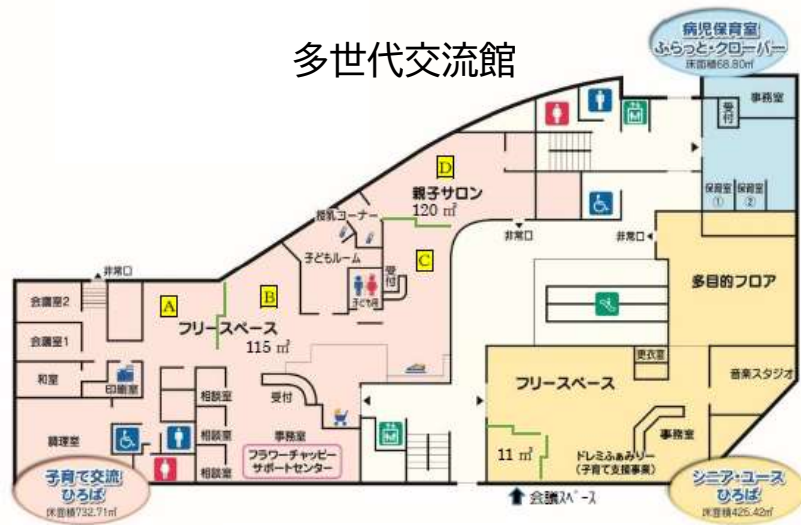 多世代交流館
病児保育室
ふらっと・クローバー
床面積68.80㎡
事務室
受付
保育室
①
保育室
②
D
親子サロン
120 ㎡
授乳コーナー
子どもルーム
C
受付
子ども用
非常口
非常口
非常口
多目的フロア
会議室2
A
B
フリースペース
115 ㎡
会議室1
和室
印刷室
相談室
受付
調理室
相談室
事務室
相談室
フラワーチャッピー
サポートセンター
子育て交流
ひろば
床面積732.71㎡
更衣室
フリースペース
音楽スタジオ
事務室
11 ㎡
ドレミふぁみりー
(子育て支援事業)
会議スペース
シニア・ユース
ひろば
床面積425.42㎡